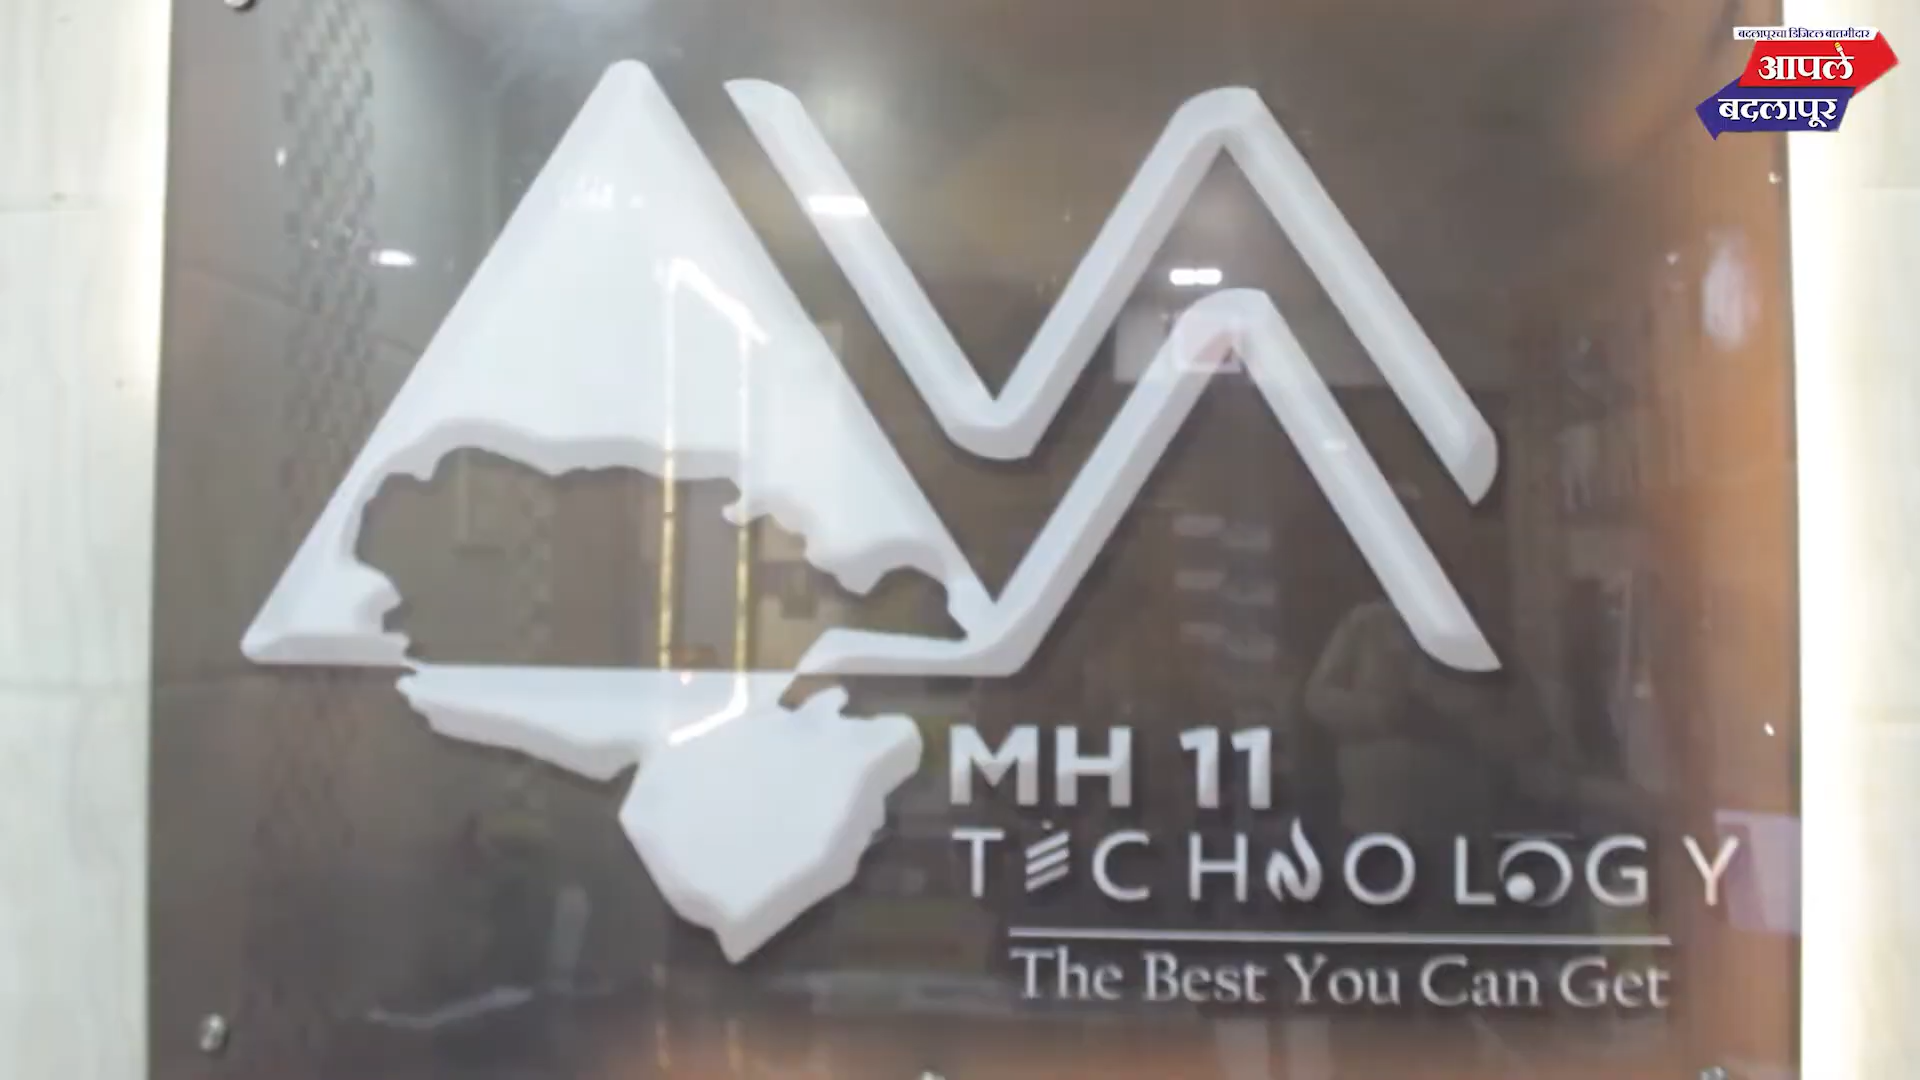 बदलापूरचा डिजिटल बातमीदार
आपले
बदलापूर
MH 11
TECHNOLOGY
The Best You Can Get